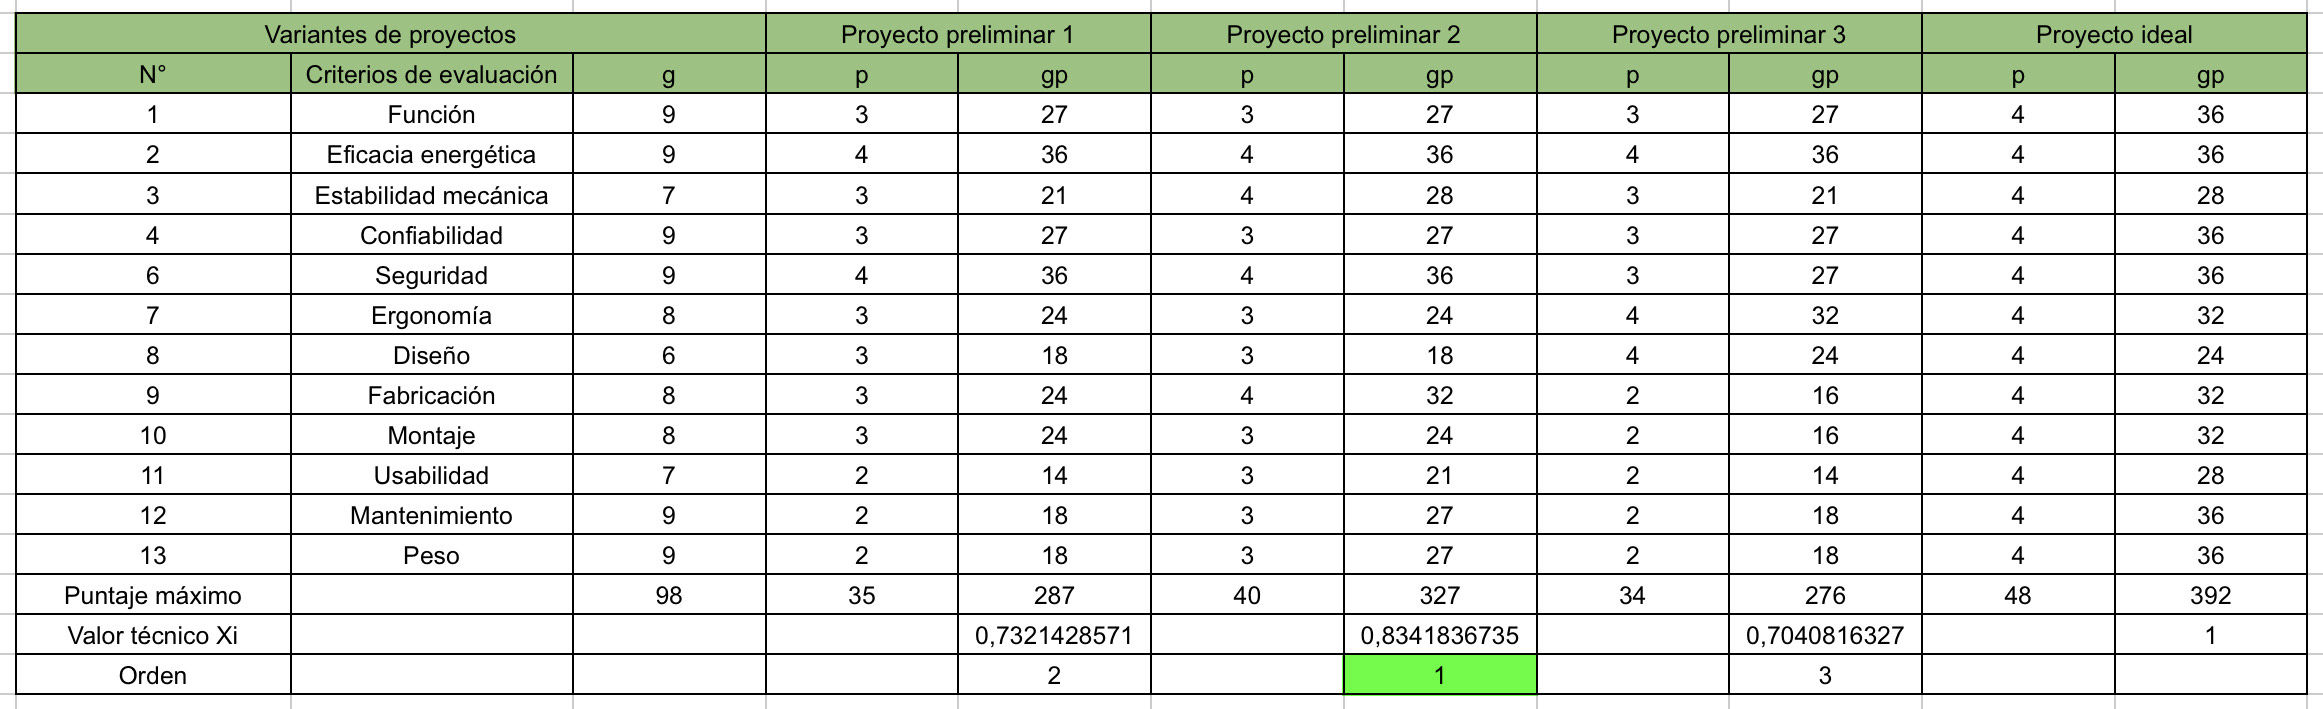 Variantes de proyectos Proyecto preliminar 1 Proyecto preliminar 2 Proyecto preliminar 3 Proyecto ideal
N° Criterios de evaluación g p gp p gp p gp p gp
1 Función 9 3 27 3 27 3 27 4 36
2 Eficacia energética 9 4 36 4 36 4 36 4 36
3 Estabilidad mecánica 7 3 21 4 28 3 21 4 28
4 Confiabilidad 9 3 27 3 27 3 27 4 36
6 Seguridad 9 4 36 4 36 3 27 4 36
7 Ergonomía 8 3 24 3 24 4 32 4 32
8 Diseño 6 3 18 3 18 4 24 4 24
9 Fabricación 8 3 24 4 32 2 16 4 32
10 Montaje 8 3 24 3 24 2 16 4 32
11 Usabilidad 7 2 14 3 21 2 14 4 28
12 Mantenimiento 9 2 18 3 27 2 18 4 36
13 Peso 9 2 18 3 27 2 18 4 36
Puntaje máximo 98 35 287 40 327 34 276 48 392
Valor técnico Xi 0,7321428571 0,8341836735 0,7040816327 1
Orden 2 1 3